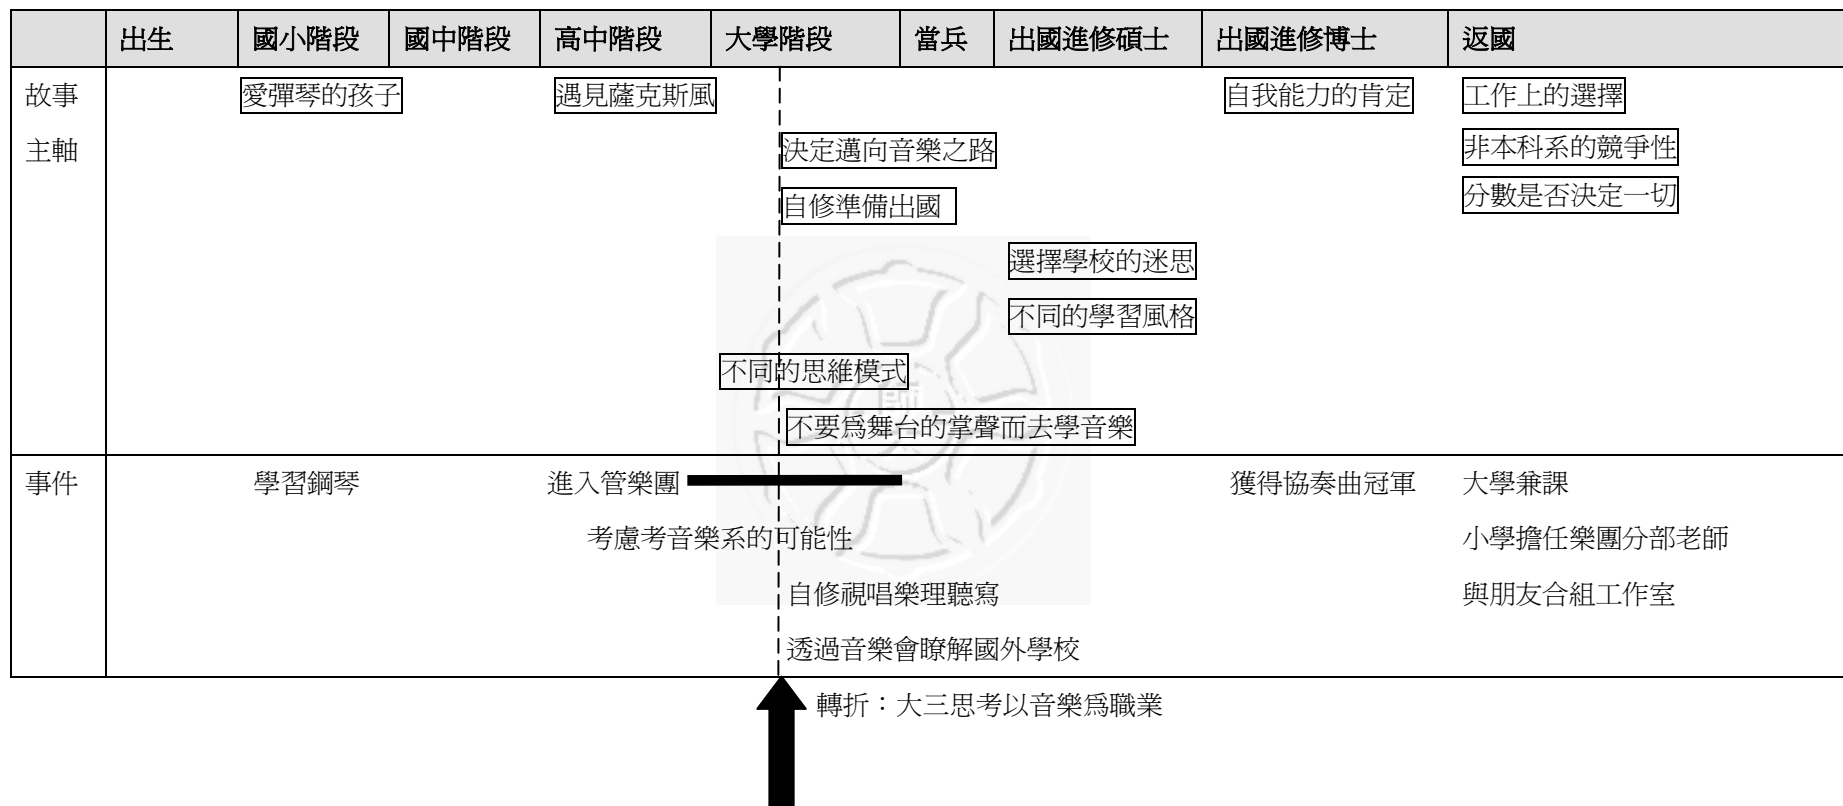 出生 國小階段 國中階段 高中階段 大學階段 當兵 出國進修碩士 出國進修博士 返國
故事 愛彈琴的孩子 遇見薩克斯風 自我能力的肯定 工作上的選擇
主軸 決定邁向音樂之路 非本科系的競爭性
自修準備出國 分數是否決定一切
選擇學校的迷思
不同的學習風格
不同的思維模式
師
不要爲舞台的掌聲而去學音樂
事件 學習鋼琴 進入管樂團 獲得協奏曲冠軍 大學兼課
考慮考音樂系的可能性 小學擔任樂團分部老師
自修視唱樂理聽寫 與朋友合組工作室
透過音樂會瞭解國外學校
轉折：大三思考以音樂爲職業